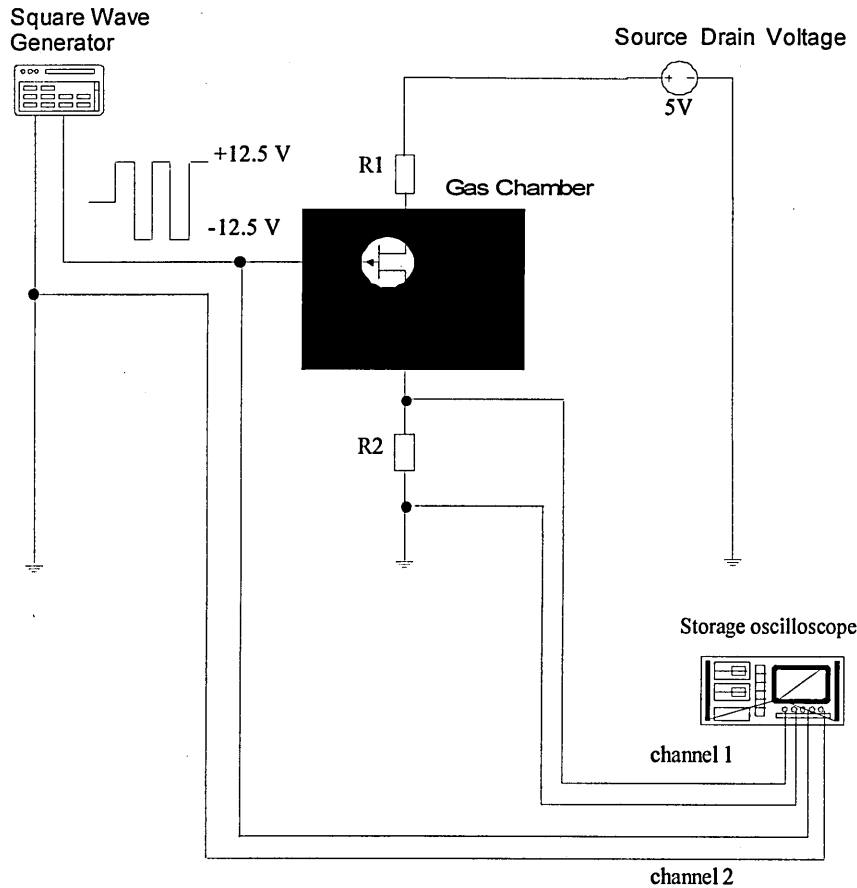 Square Wave
Generator
Source Drain Voltage
+ -
5V
+12.5 V
R1
Gas Chamber
-12.5 V
R2
Storage oscilloscope
channel 1
channel 2